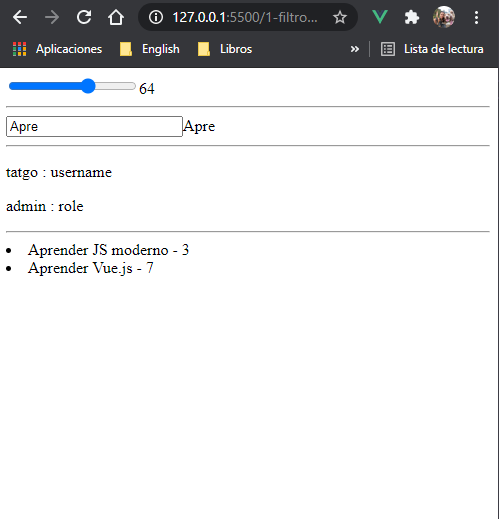 127.0.0.1:5500/1-filtro...
Aplicaciones English Libros » Lista de lectura
64
Apre Apre
tatgo : username
admin : role
Aprender JS moderno - 3
Aprender Vue.js - 7